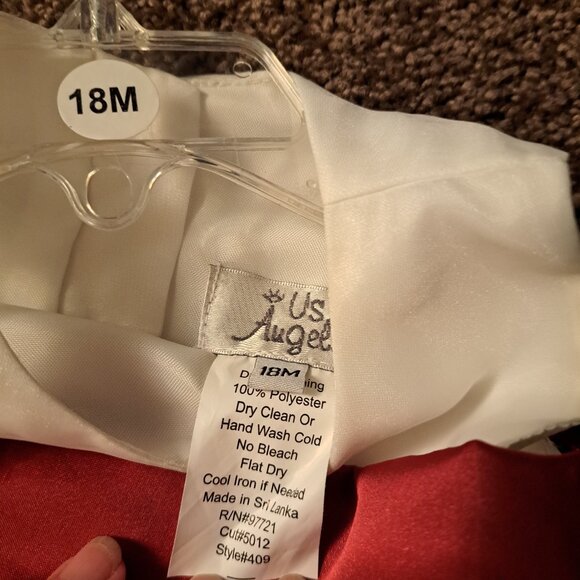 18M
US
Angel
18M
100% Polyester
Dry Clean Or
Hand Wash Cold
No Bleach
Flat Dry
Cool Iron if Needed
Made in Sri Lanka
R/N#97721
Cut#5012
Style#409